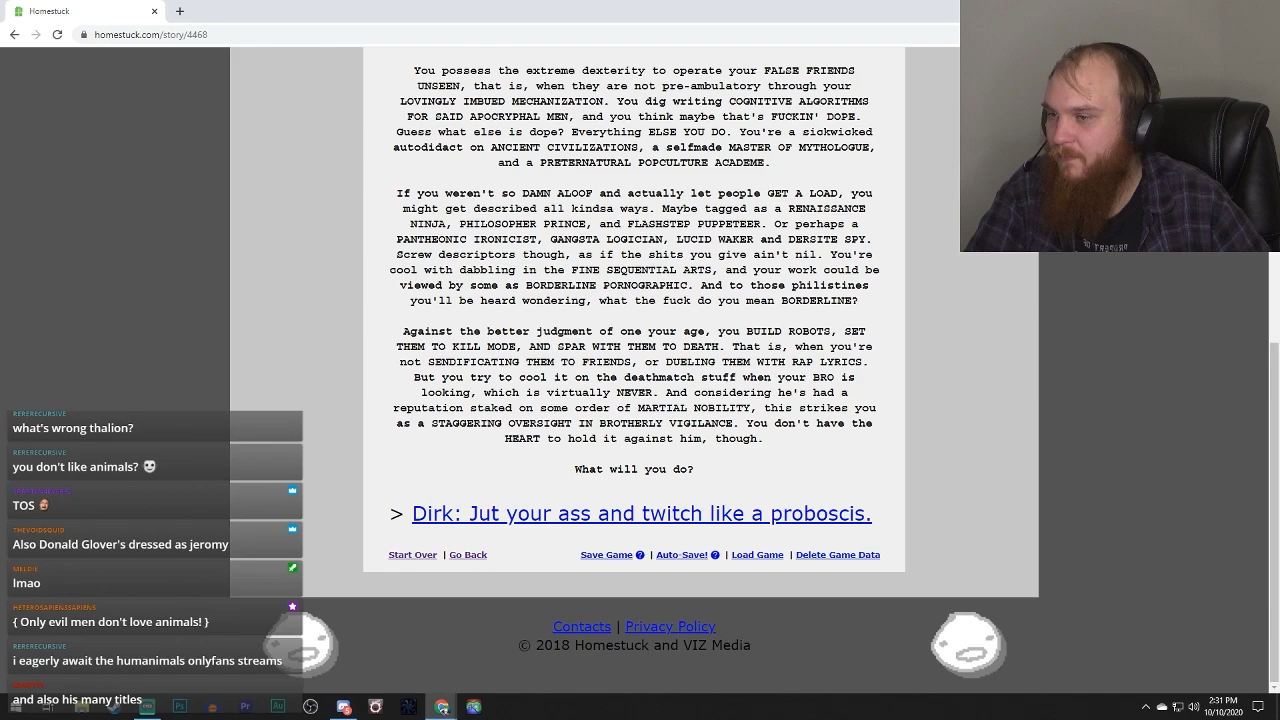 Homestuck
homestuck.com/story/4468
You possess the extreme dexterity to operate your FALSE FRIENDS
UNSEEN, that is, when they are not pre-ambulatory through your
LOVINGLY IMBUED MECHANIZATION. You dig writing COGNITIVE ALGORITHMS
FOR SAID APOCRYPHAL MEN, and you think maybe that's FUCKIN' DOPE.
Guess what else is dope? Everything ELSE YOU DO. You're a sickwicked
autodidact on ANCIENT CIVILIZATIONS, a selfmade MASTER OF MYTHOLOGUE,
and a PRETERNATURAL POPCULTURE ACADEME.
If you weren't so DAMN ALOOF and actually let people GET A LOAD, you
might get described all kindsa ways. Maybe tagged as a RENAISSANCE
NINJA, PHILOSOPHER PRINCE, and FLASHSTEP PUPPETEER. Or perhaps a
PANTHEONIC IRONICIST, GANGSTA LOGICIAN, LUCID WAKER and DERSITE SPY.
Screw descriptors though, as if the shits you give ain't nil. You're
cool with dabbling in the FINE SEQUENTIAL ARTS, and your work could be
viewed by some as BORDERLINE PORNOGRAPHIC. And to those philistines
you'll be heard wondering, what the fuck do you mean BORDERLINE?
Against the better judgment of one your age, you BUILD ROBOTS, SET
THEM TO KILL MODE, AND SPAR WITH THEM TO DEATH. That is, when you're
not SENDIFICATING THEM TO FRIENDS, or DUELING THEM WITH RAP LYRICS.
But you try to cool it on the deathmatch stuff when your BRO is
looking, which is virtually NEVER. And considering he's had a
reputation staked on some order of MARTIAL NOBILITY, this strikes you
as a STAGGERING OVERSIGHT IN BROTHERLY VIGILANCE. You don't have the
HEART to hold it against him, though.
What will you do?
> Dirk: Jut your ass and twitch like a proboscis.
Start Over | Go Back
Save Game ? | Auto-Save! ? | Load Game | Delete Game Data
Contacts | Privacy Policy
© 2018 Homestuck and VIZ Media
RERERECURSIVE
what's wrong thalion?
RERERECURSIVE
you don't like animals?
TOS
THEVOIDSQUID
Also Donald Glover's dressed as jeromy
MELDIE
lmao
HETEROSAPIENSSAPIENS
{ Only evil men don't love animals! }
RERERECURSIVE
i eagerly await the humanimals onlyfans streams
and also his many titles
Ps
Pr
Au
2:31 PM
10/10/2020